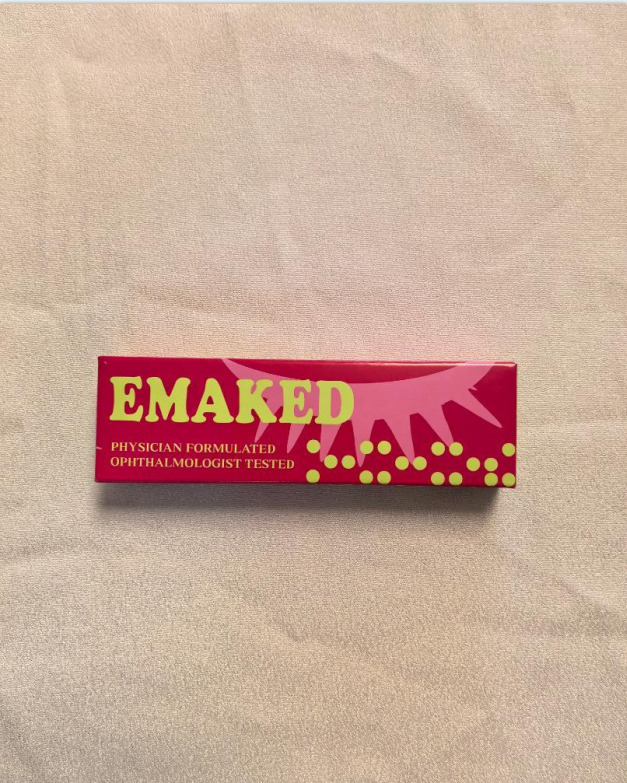 EMAKED
PHYSICIAN FORMULATED
OPHTHALMOLOGIST TESTED